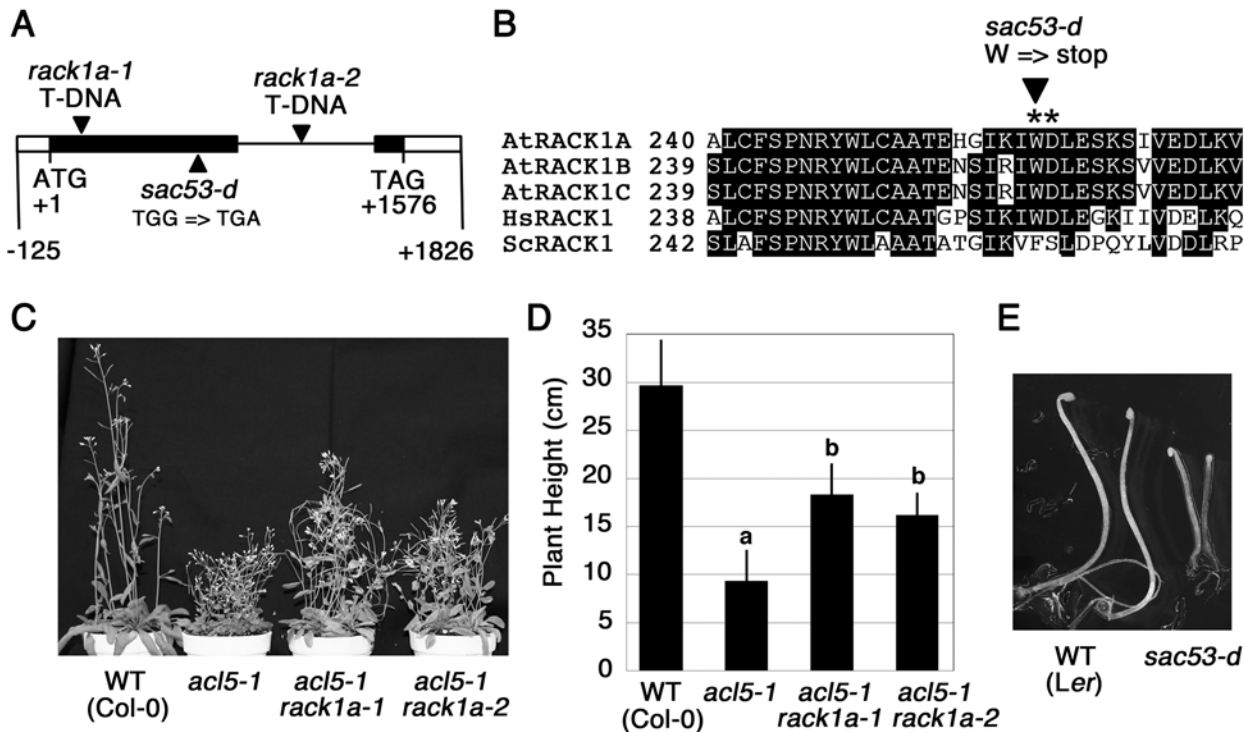 A
rack1a-1
T-DNA
rack1a-2
T-DNA
ATG
+1
sac53-d
TGG => TGA
TAG
+1576
-125
+1826
B
sac53-d
W => stop
**
AtRACK1A 240 ALCFSPNRYWLCAATEHGIKIWDLESKSIVEDLKV
AtRACK1B 239 SLCFSPNRYWLCAATENSIRIWDLESKSVVEDLKV
AtRACK1C 239 SLCFSPNRYWLCAATENSIRIWDLESKSVVEDLKV
HsRACK1 238 ALCFSPNRYWLCAATGPSIKIWDLEGKIIVDELKQ
ScRACK1 242 SLAFSPNRYWLAAATATGIKVFSLDPQYLVDDLRP
C
WT
(Col-0)
acl5-1
acl5-1
rack1a-1
acl5-1
rack1a-2
D
Plant Height (cm)
35
30
25
20
15
10
5
0
a
b
b
WT
(Col-0)
acl5-1
acl5-1
rack1a-1
acl5-1
rack1a-2
E
WT
(Ler)
sac53-d